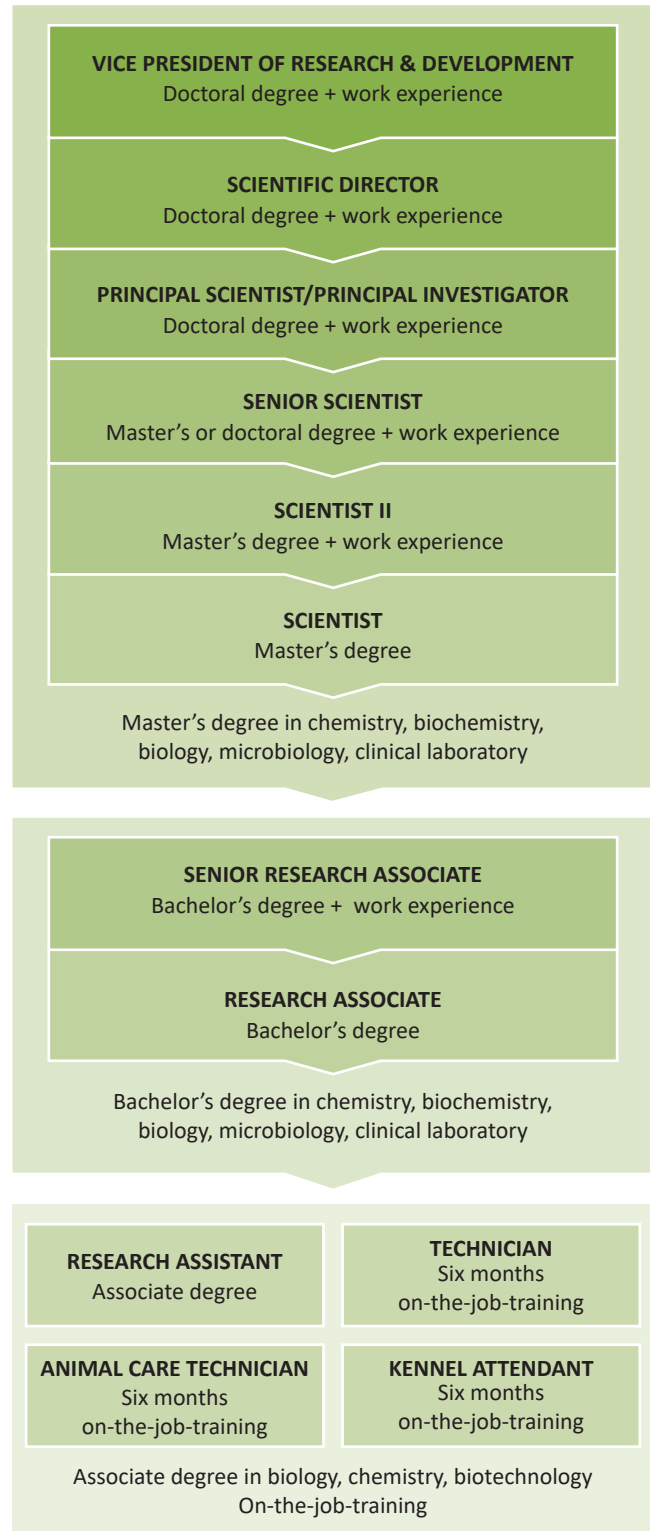 VICE PRESIDENT OF RESEARCH & DEVELOPMENT
Doctoral degree + work experience
SCIENTIFIC DIRECTOR
Doctoral degree + work experience
PRINCIPAL SCIENTIST/PRINCIPAL INVESTIGATOR
Doctoral degree + work experience
SENIOR SCIENTIST
Master's or doctoral degree + work experience
SCIENTIST II
Master's degree + work experience
SCIENTIST
Master's degree
Master's degree in chemistry, biochemistry,
biology, microbiology, clinical laboratory
SENIOR RESEARCH ASSOCIATE
Bachelor's degree + work experience
RESEARCH ASSOCIATE
Bachelor's degree
Bachelor's degree in chemistry, biochemistry,
biology, microbiology, clinical laboratory
RESEARCH ASSISTANT
Associate degree
TECHNICIAN
Six months
on-the-job-training
ANIMAL CARE TECHNICIAN
Six months
on-the-job-training
KENNEL ATTENDANT
Six months
on-the-job-training
Associate degree in biology, chemistry, biotechnology
On-the-job-training